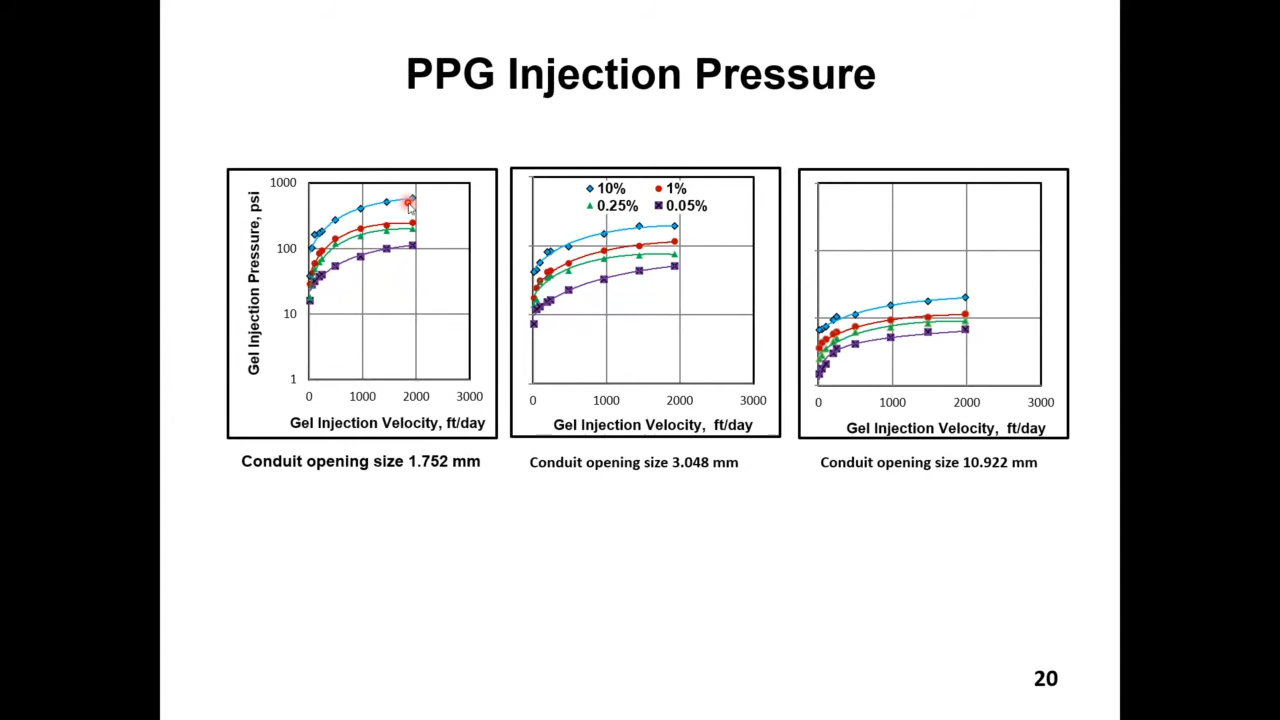 PPG Injection Pressure
1000
100
10
1
Gel Injection Pressure, psi
0 1000 2000 3000
Gel Injection Velocity, ft/day
Conduit opening size 1.752 mm
10% 1%
0.25% 0.05%
0 1000 2000 3000
Gel Injection Velocity, ft/day
Conduit opening size 3.048 mm
0 1000 2000 3000
Gel Injection Velocity, ft/day
Conduit opening size 10.922 mm
20